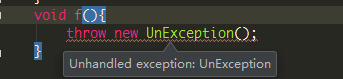 void f(){
throw new UnException();
}
Unhandled exception: UnException